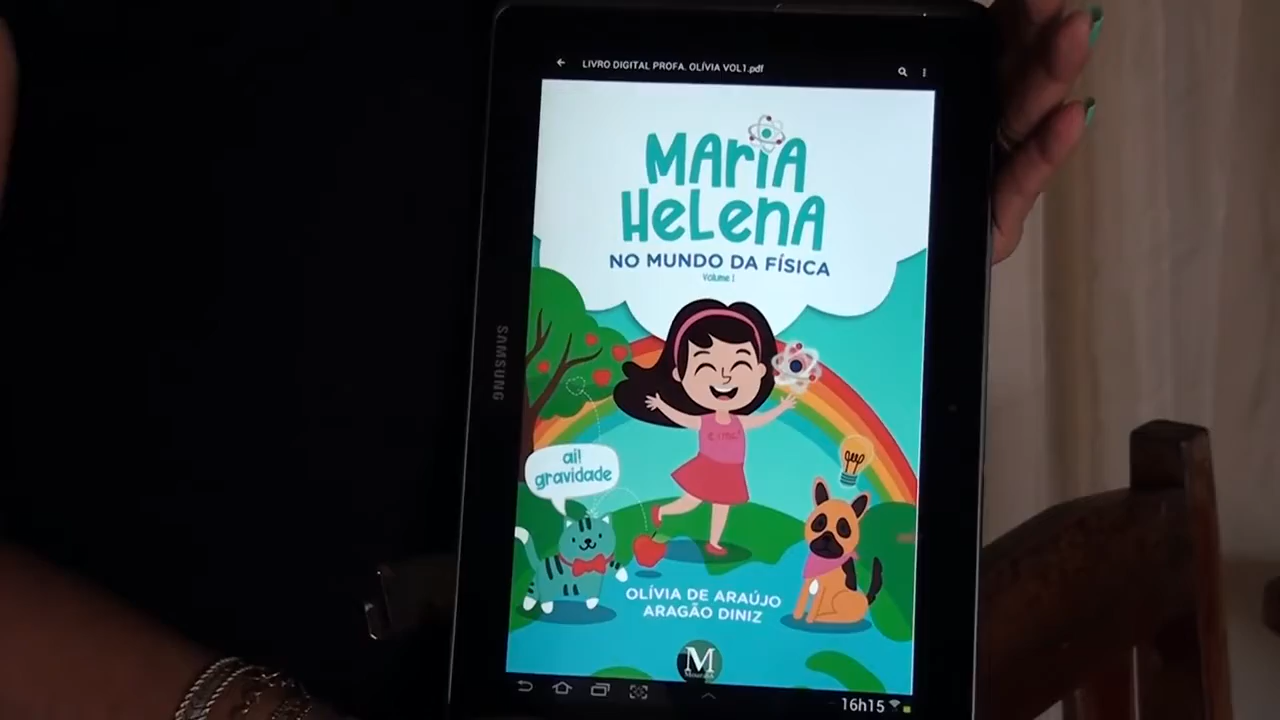 LIVRO DIGITAL PROFA. OLÍVIA VOL1.pdf
MARIA
HELENA
NO MUNDO DA FÍSICA
Volume I
ai!
gravidade
OLÍVIA DE ARAÚJO
ARAGÃO DINIZ
M
SAMSUNG
16h15